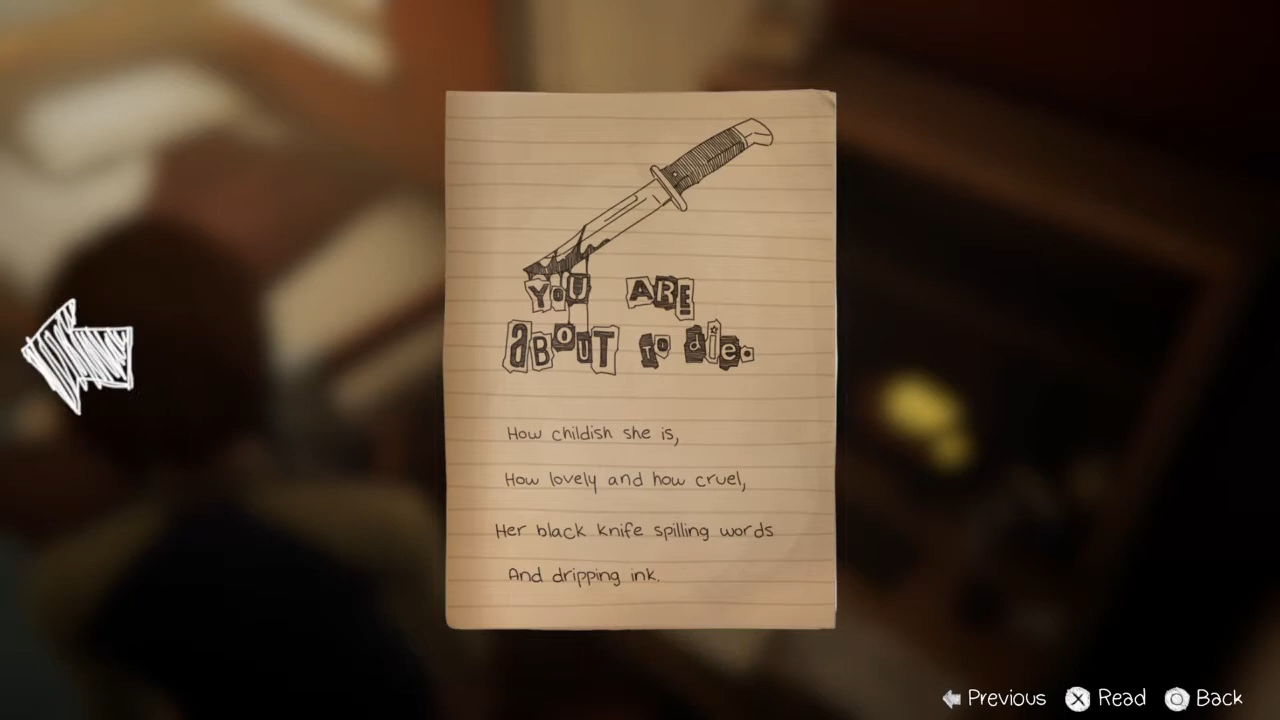 YOU ARE
ABOUT to die.
How childish she is,
How lovely and how cruel,
Her black knife spilling words
And dripping ink.
Previous Read Back